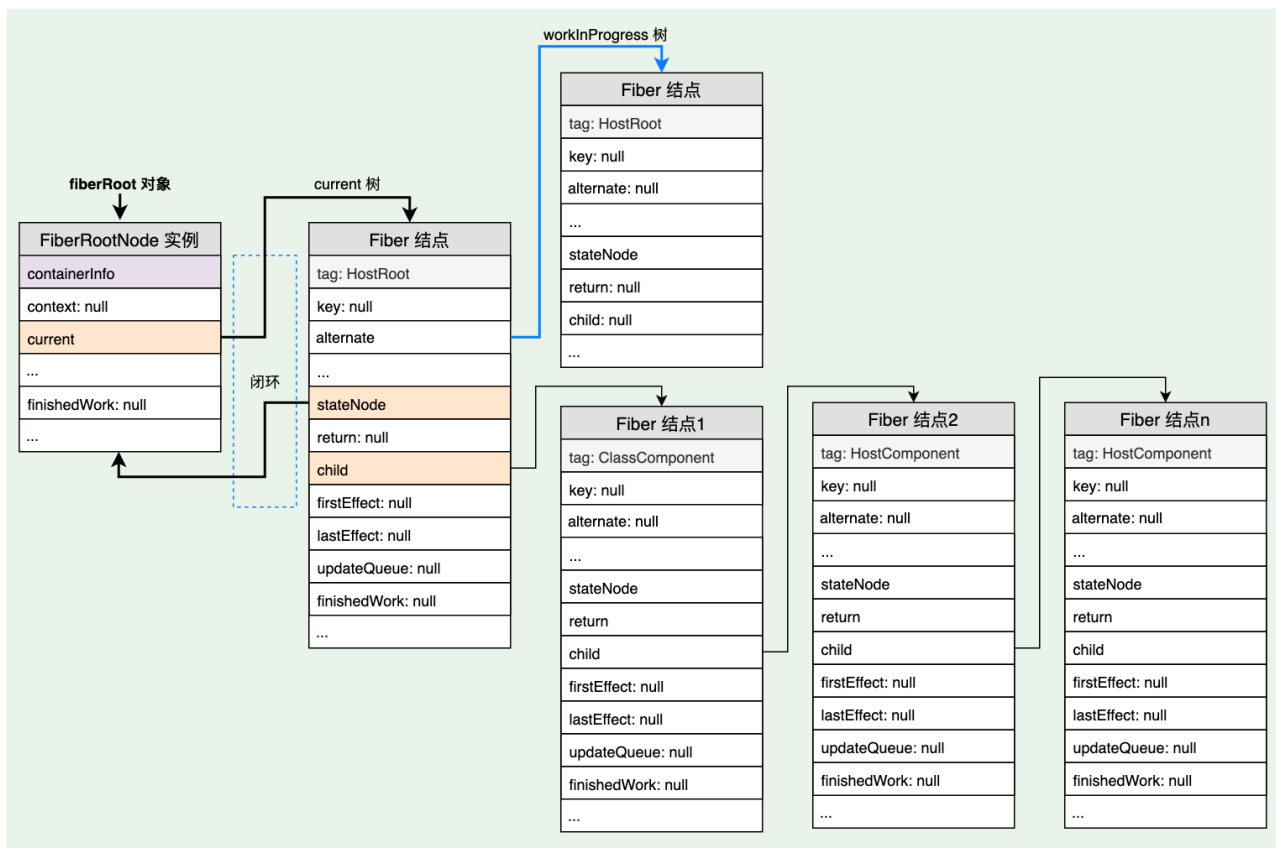 workInProgress 树
Fiber 结点
tag: HostRoot
key: null
alternate: null
...
stateNode
return: null
child: null
...
fiberRoot 对象
FiberRootNode 实例
containerInfo
context: null
current
...
finishedWork: null
...
闭环
current 树
Fiber 结点
tag: HostRoot
key: null
alternate
...
stateNode
return: null
child
firstEffect: null
lastEffect: null
updateQueue: null
finishedWork: null
...
Fiber 结点1
tag: ClassComponent
key: null
alternate: null
...
stateNode
return
child
firstEffect: null
lastEffect: null
updateQueue: null
finishedWork: null
...
Fiber 结点2
tag: HostComponent
key: null
alternate: null
...
stateNode
return
child
firstEffect: null
lastEffect: null
updateQueue: null
finishedWork: null
...
Fiber 结点n
tag: HostComponent
key: null
alternate: null
...
stateNode
return
child
firstEffect: null
lastEffect: null
updateQueue: null
finishedWork: null
...